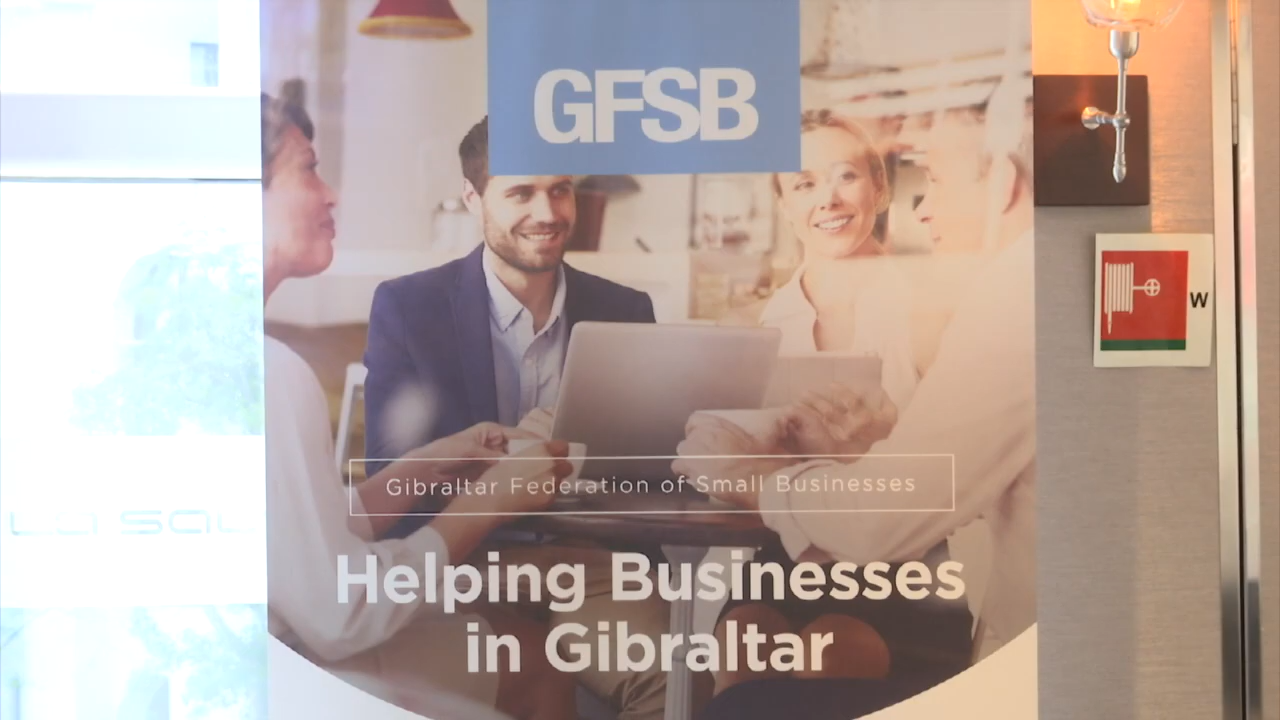 GFSB
W
Gibraltar Federation of Small Businesses
Helping Businesses
in Gibraltar